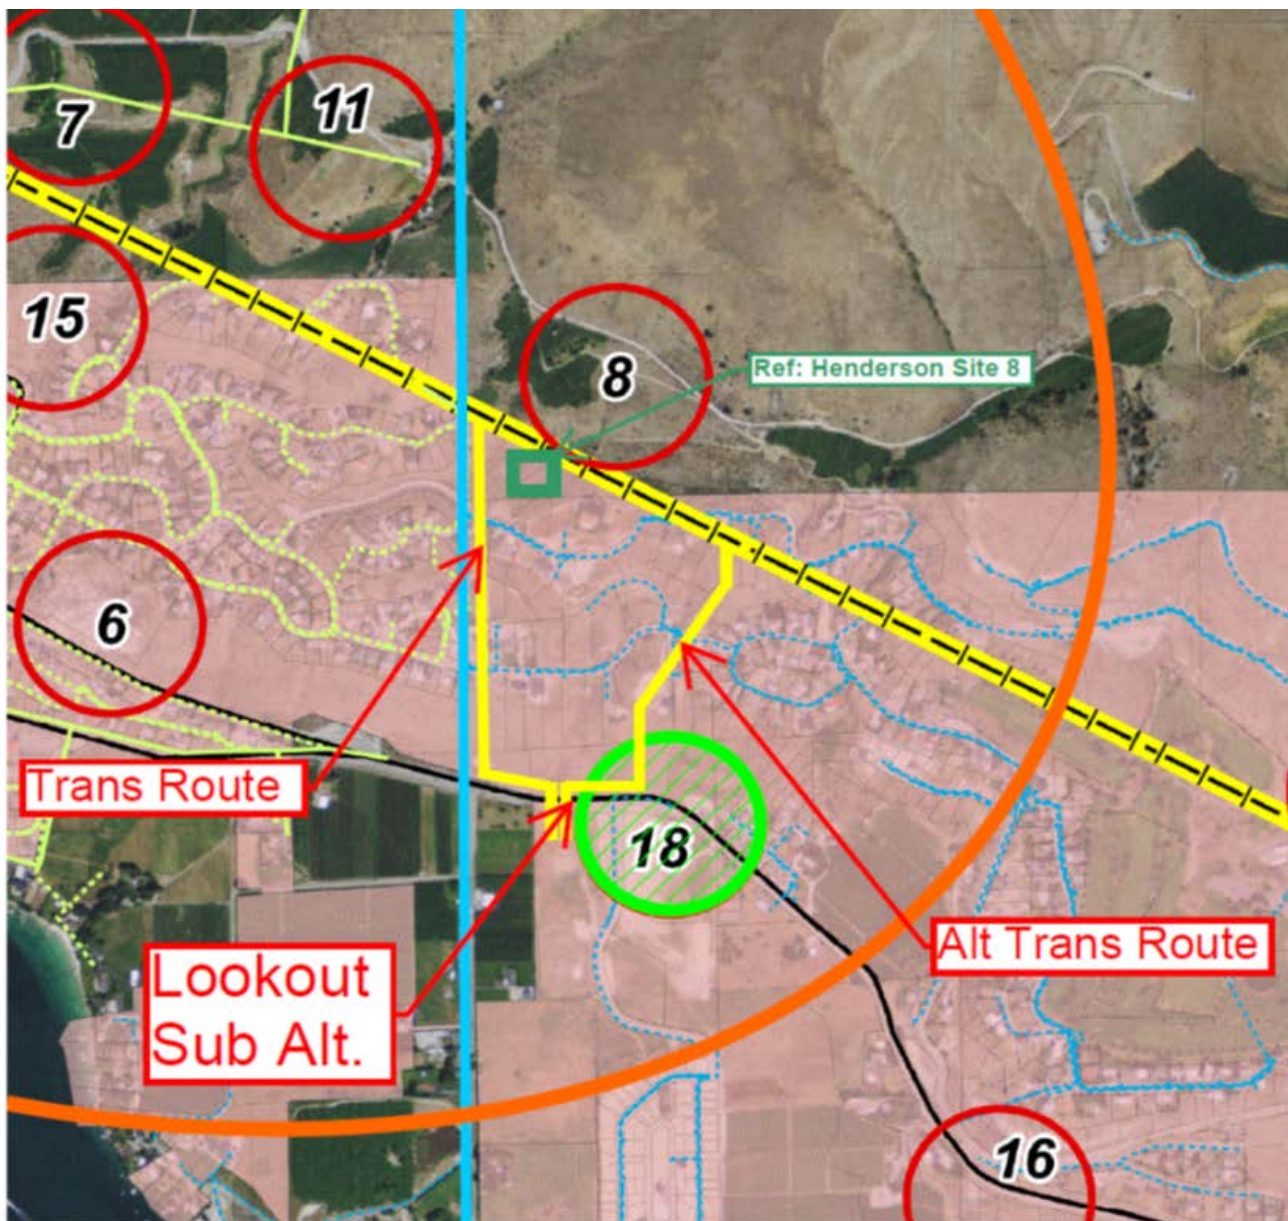 7
11
15
8
Ref: Henderson Site 8
6
Trans Route
18
Alt Trans Route
Lookout
Sub Alt.
16